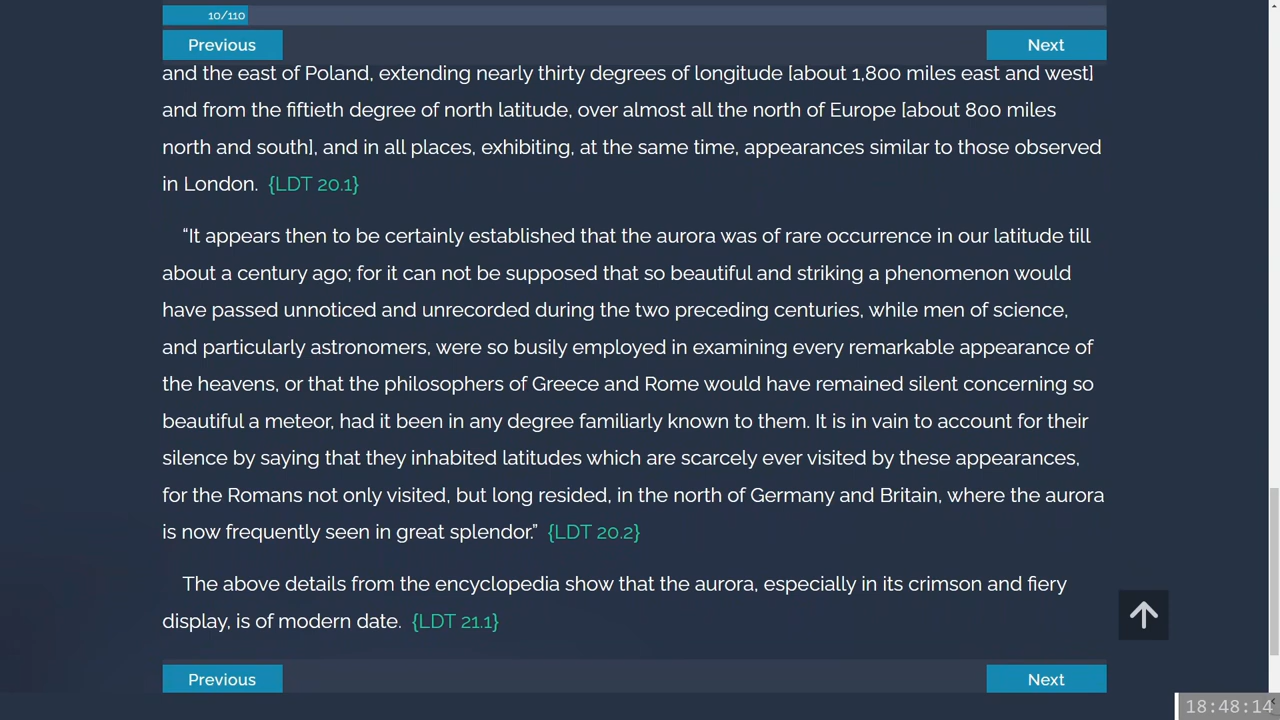 10/110
Previous
Next
and the east of Poland, extending nearly thirty degrees of longitude [about 1,800 miles east and west]
and from the fiftieth degree of north latitude, over almost all the north of Europe [about 800 miles
north and south], and in all places, exhibiting, at the same time, appearances similar to those observed
in London. {LDT 20.1}
“It appears then to be certainly established that the aurora was of rare occurrence in our latitude till
about a century ago; for it can not be supposed that so beautiful and striking a phenomenon would
have passed unnoticed and unrecorded during the two preceding centuries, while men of science,
and particularly astronomers, were so busily employed in examining every remarkable appearance of
the heavens, or that the philosophers of Greece and Rome would have remained silent concerning so
beautiful a meteor, had it been in any degree familiarly known to them. It is in vain to account for their
silence by saying that they inhabited latitudes which are scarcely ever visited by these appearances,
for the Romans not only visited, but long resided, in the north of Germany and Britain, where the aurora
is now frequently seen in great splendor.” {LDT 20.2}
The above details from the encyclopedia show that the aurora, especially in its crimson and fiery
display, is of modern date. {LDT 21.1}
Previous
Next
18:48:14